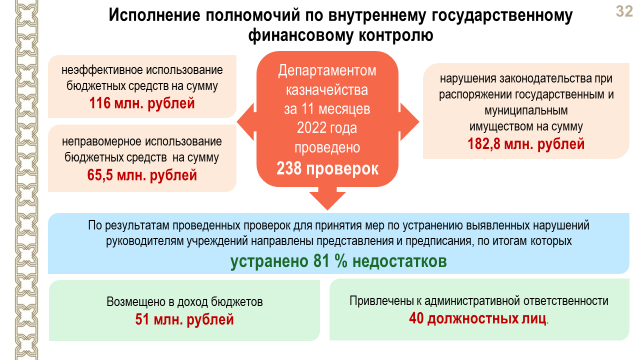 Исполнение полномочий по внутреннему государственному
финансовому контролю
32
неэффективное использование
бюджетных средств на сумму
116 млн. рублей
неправомерное использование
бюджетных средств на сумму
65,5 млн. рублей
Департаментом
казначейства
за 11 месяцев
2022 года
проведено
238 проверок
нарушения законодательства при
распоряжении государственным и
муниципальным
имуществом на сумму
182,8 млн. рублей
По результатам проведенных проверок для принятия мер по устранению выявленных нарушений
руководителям учреждений направлены представления и предписания, по итогам которых
устранено 81 % недостатков
Возмещено в доход бюджетов
51 млн. рублей
Привлечены к административной ответственности
40 должностных лиц.